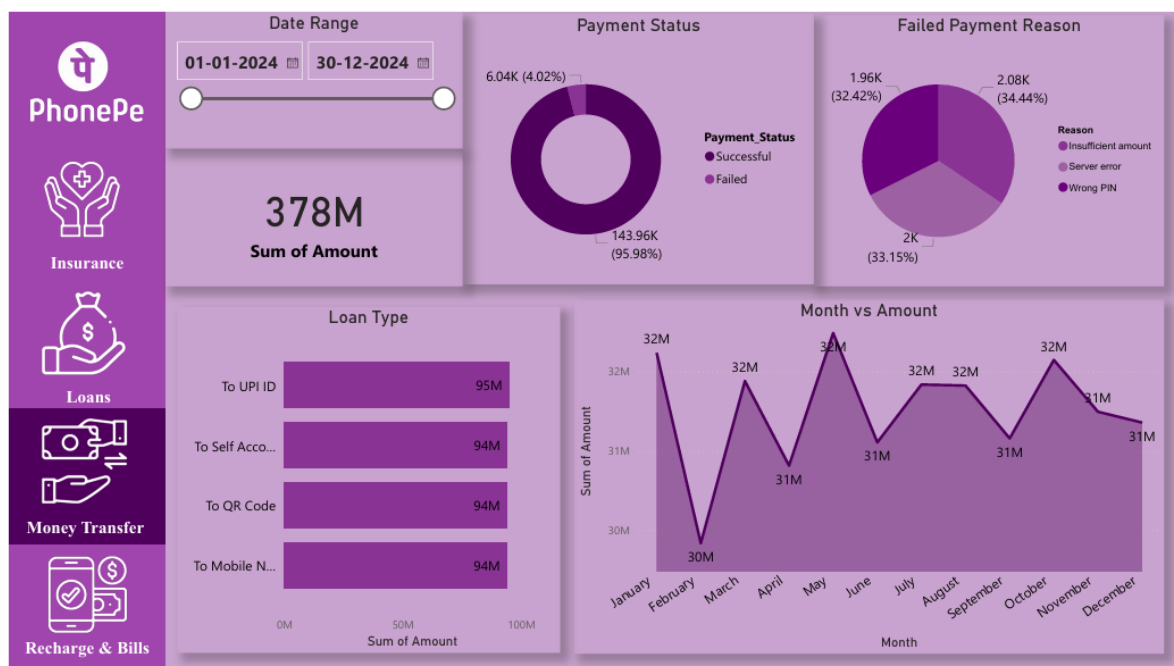 पे
PhonePe
Insurance
Loans
Money Transfer
Recharge & Bills
Date Range
01-01-2024
30-12-2024
378M
Sum of Amount
Payment Status
6.04K (4.02%)
143.96K
(95.98%)
Payment_Status
Successful
Failed
Failed Payment Reason
1.96K
(32.42%)
2.08K
(34.44%)
2K
(33.15%)
Reason
Insufficient amount
Server error
Wrong PIN
Loan Type
To UPI ID
95M
To Self Acco...
94M
To QR Code
94M
To Mobile N...
94M
0M
50M
100M
Sum of Amount
Month vs Amount
Sum of Amount
32M
31M
30M
32M
30M
32M
31M
32M
31M
32M
32M
31M
32M
31M
31M
January
February
March
April
May
June
July
August
September
October
November
December
Month